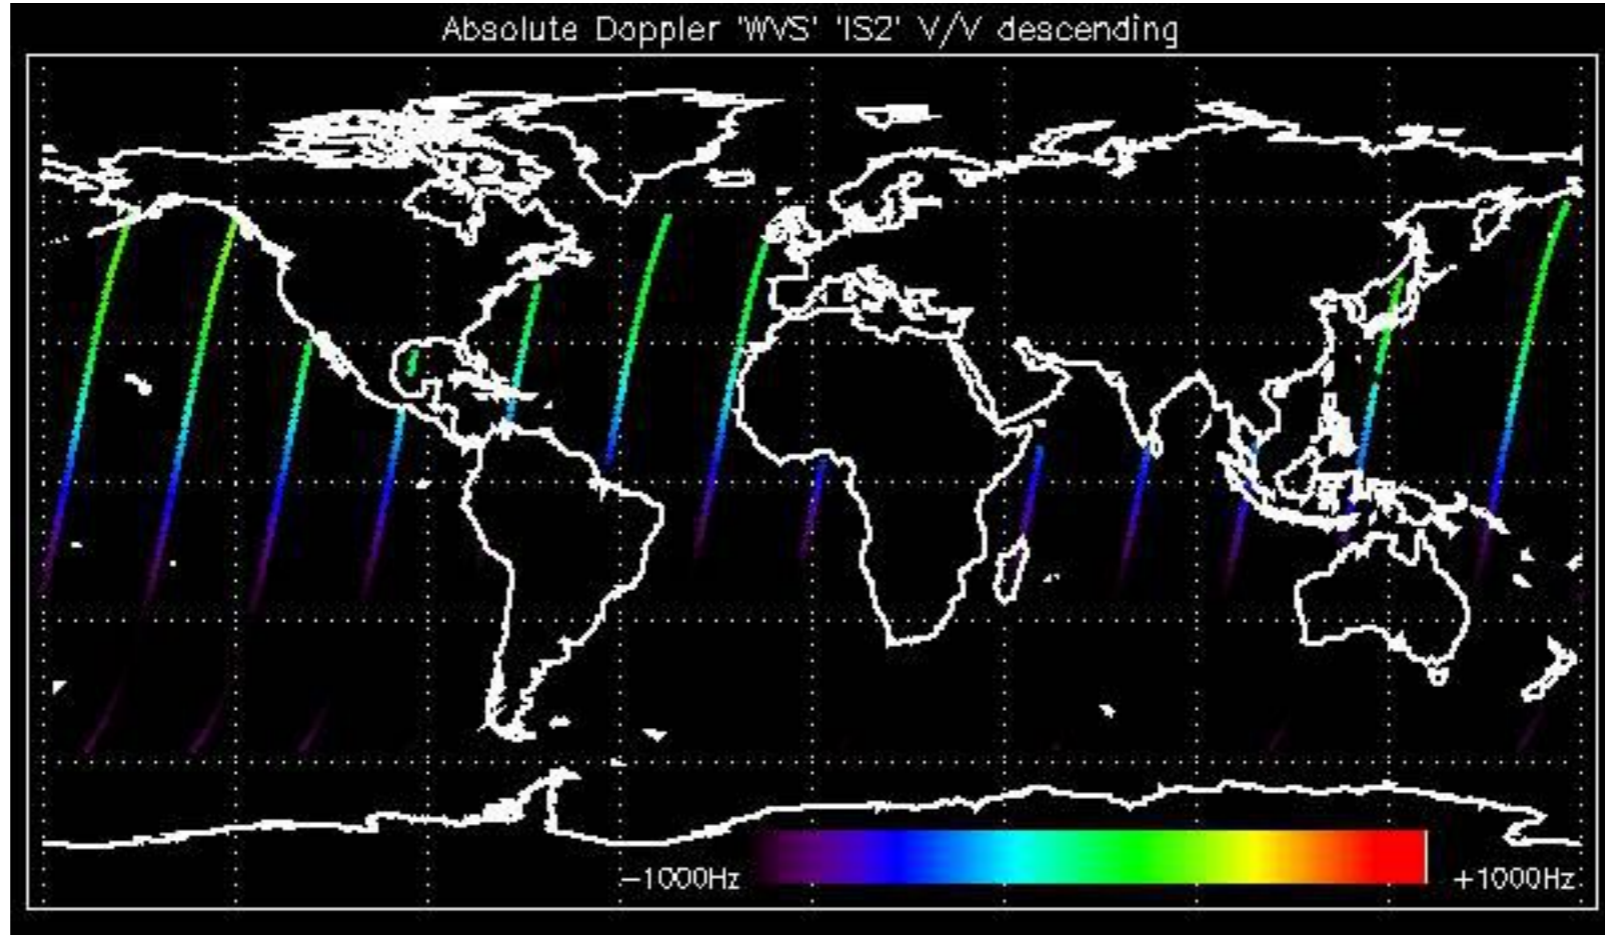 Absolute Doppler 'WVS' 'IS2' V/V descending
-1000Hz +1000Hz